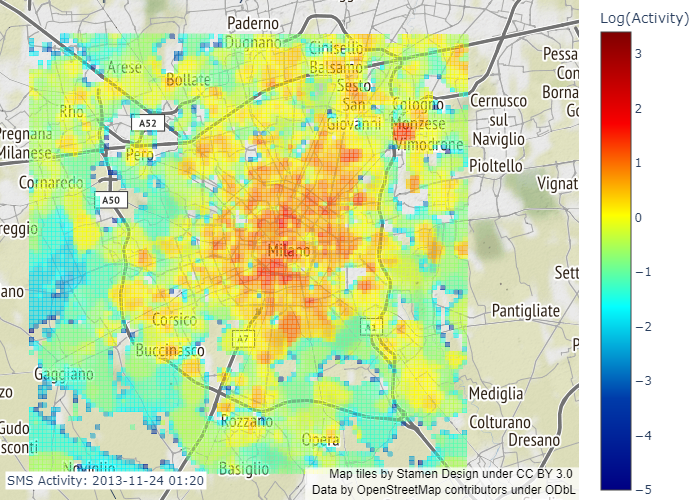 Paderno
Dugnano
Cinisello
Balsamo
Arese
Bollate
Sesto
San
Giovanni
Cologno
Monzese
Vimodrone
Rho
A52
Pero
Pregnana
Milanese
Cornaredo
A50
reggio
ano
Milano
Corsico
Buccinasco
A7
A1
Gaggiano
zo
Gudo
sconti
Noviglio
Rozzano
Opera
Basiglio
Pessa
Con
Borna
Go
Cernusco
sul
Naviglio
Pioltello
Vignat
Sett
Pantigliate
P
Mediglia
Colturano
Dresano
SMS Activity: 2013-11-24 01:20
Map tiles by Stamen Design under CC BY 3.0
Data by OpenStreetMap contributors under ODbL
Log(Activity)
3
2
1
0
−1
−2
−3
−4
−5